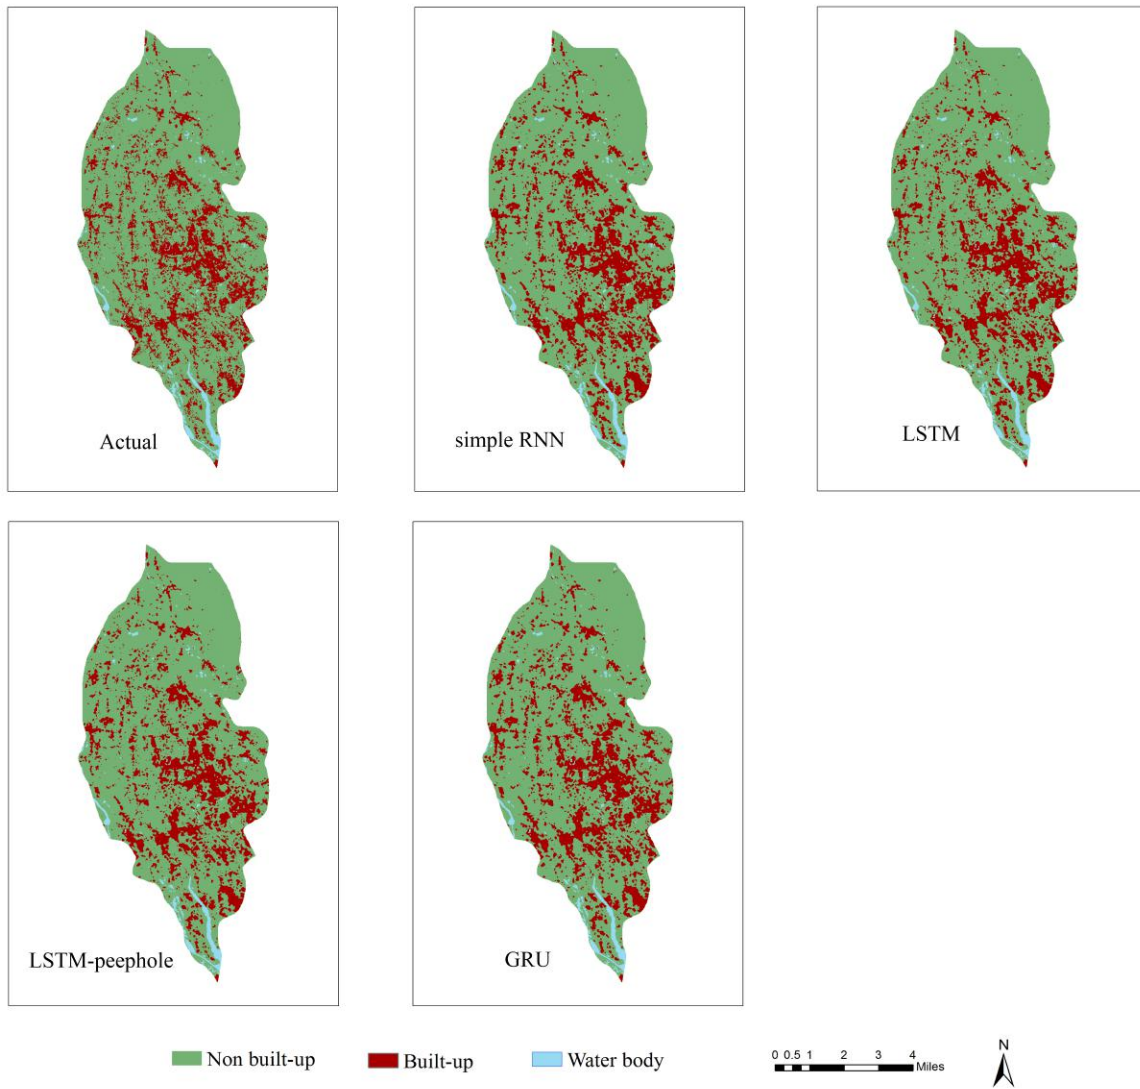 Actual
simple RNN
LSTM
LSTM-peephole
GRU
Non built-up
Built-up
Water body
0 0.5 1 2 3 4
Miles
N